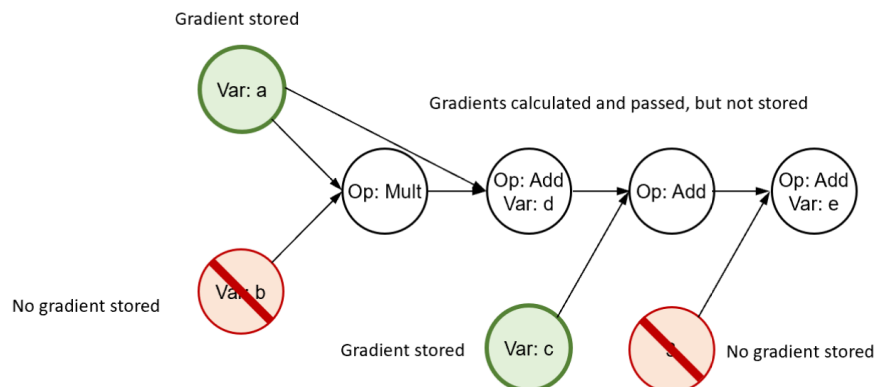 Gradient stored
Var: a
Gradients calculated and passed, but not stored
Op: Mult
Op: Add
Var: d
Op: Add
Op: Add
Var: e
Var: b
No gradient stored
Gradient stored
Var: c
No gradient stored